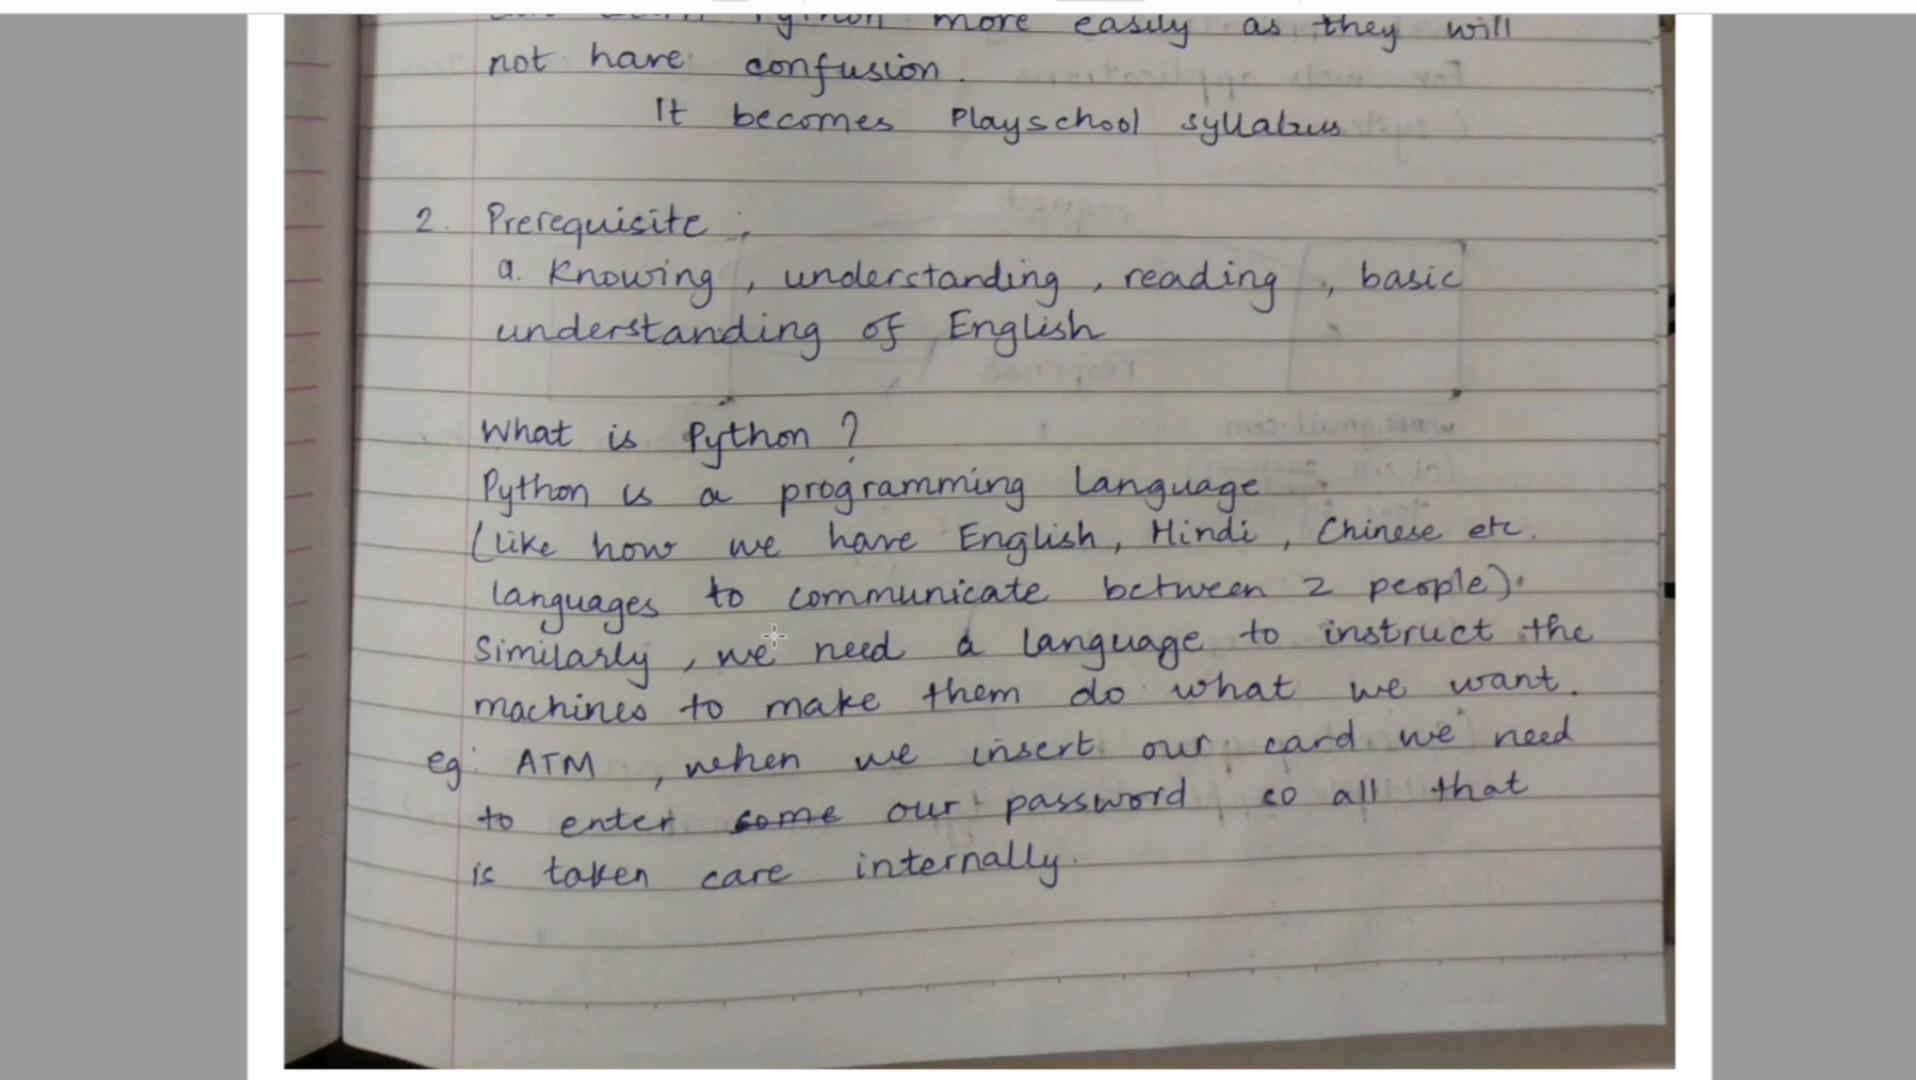 Python more easily as they will
not have confusion.
It becomes Playschool syllabus
2. Prerequisite :
a. Knowing , understanding , reading , basic
understanding of English
What is Python ?
Python is a programming language
(like how we have English, Hindi , Chinese etc.
languages to communicate between 2 people).
Similarly , we need a language to instruct the
machines to make them do what we want.
eg: ATM , when we insert our card we need
to enter some our password so all that
is taken care internally.